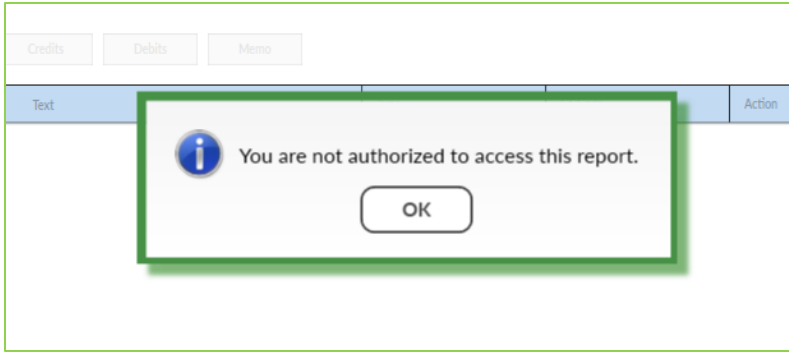 Credits Debits Memo
Text Action
You are not authorized to access this report.
OK